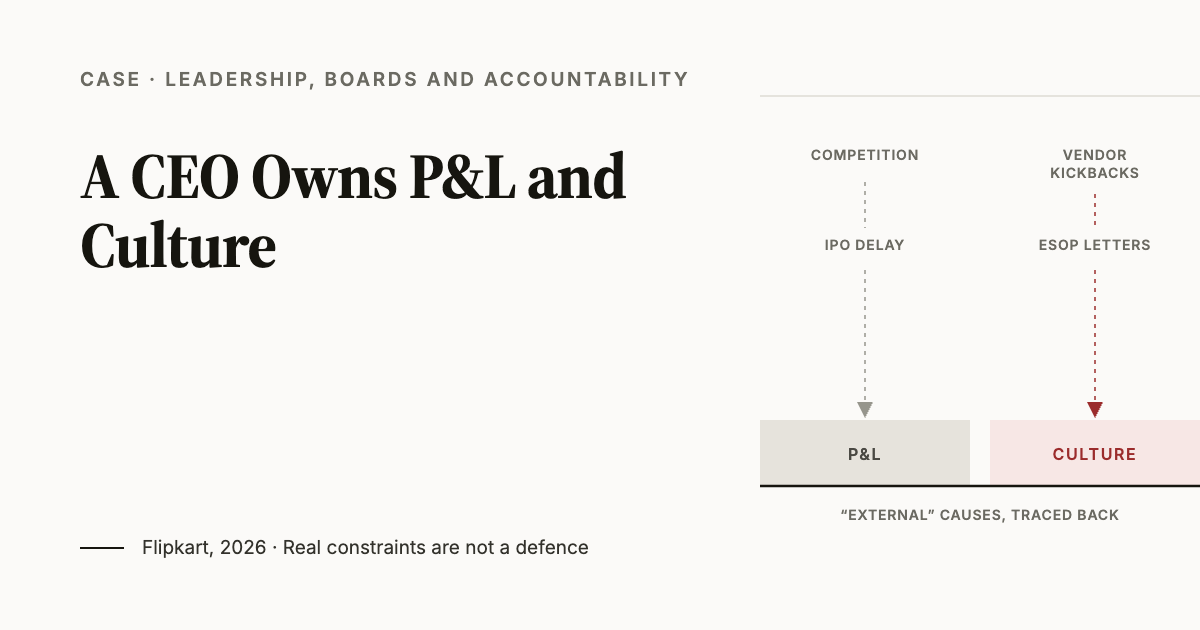 CASE · LEADERSHIP, BOARDS AND ACCOUNTABILITY
A CEO Owns P&L and
Culture
Flipkart, 2026 · Real constraints are not a defence
COMPETITION
IPO DELAY
P&L
VENDOR
KICKBACKS
ESOP LETTERS
CULTURE
“EXTERNAL” CAUSES, TRACED BACK